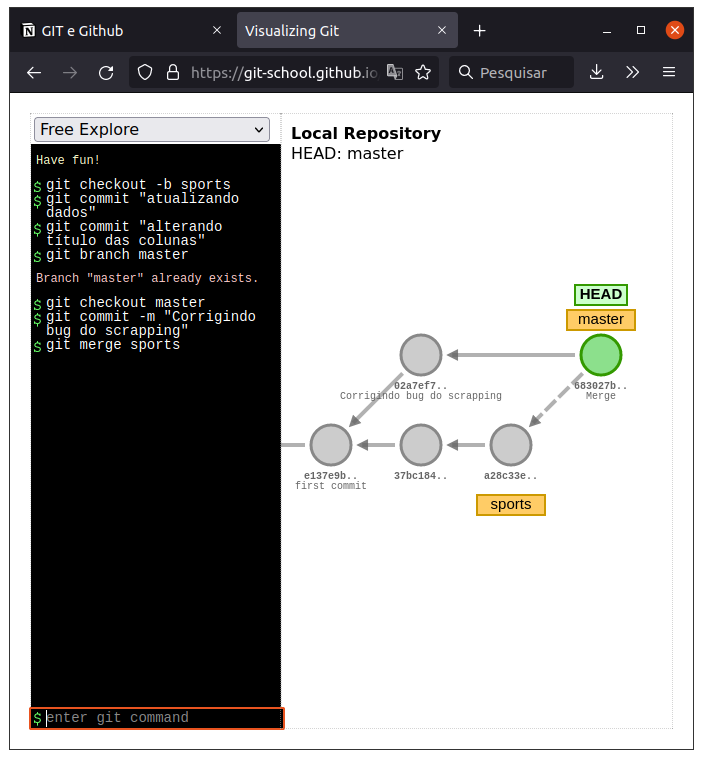 GIT e Github
Visualizing Git
https://git-school.github.io
Pesquisar
Free Explore
Local Repository
HEAD: master
Have fun!
$ git checkout -b sports
$ git commit "atualizando
dados"
$ git commit "alterando
título das colunas"
$ git branch master
Branch "master" already exists.
$ git checkout master
$ git commit -m "Corrigindo
bug do scrapping"
$ git merge sports
HEAD
master
02a7ef7..
Corrigindo bug do scrapping
683027b..
Merge
e137e9b..
first commit
37bc184..
a28c33e..
sports
$ enter git command